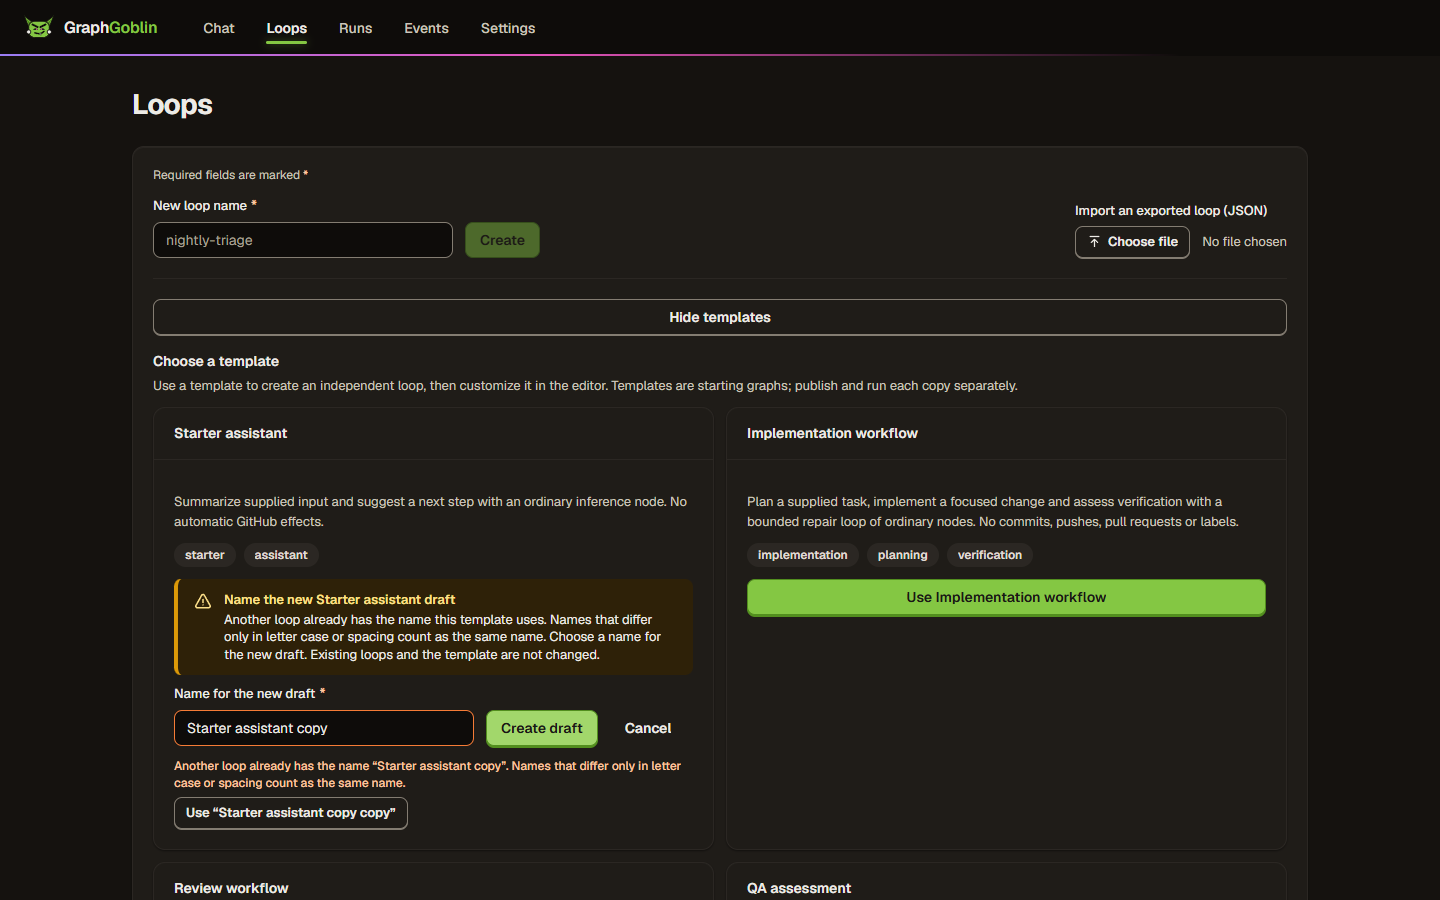 GraphGoblin
Chat
Loops
Runs
Events
Settings
Loops
Required fields are marked *
New loop name *
nightly-triage
Create
Import an exported loop (JSON)
Choose file
No file chosen
Hide templates
Choose a template
Use a template to create an independent loop, then customize it in the editor. Templates are starting graphs; publish and run each copy separately.
Starter assistant
Summarize supplied input and suggest a next step with an ordinary inference node. No
automatic GitHub effects.
starter
assistant
Name the new Starter assistant draft
Another loop already has the name this template uses. Names that differ
only in letter case or spacing count as the same name. Choose a name for
the new draft. Existing loops and the template are not changed.
Name for the new draft *
Starter assistant copy
Create draft
Cancel
Another loop already has the name “Starter assistant copy”. Names that differ only in letter
case or spacing count as the same name.
Use “Starter assistant copy copy”
Implementation workflow
Plan a supplied task, implement a focused change and assess verification with a
bounded repair loop of ordinary nodes. No commits, pushes, pull requests or labels.
implementation
planning
verification
Use Implementation workflow
Review workflow
QA assessment